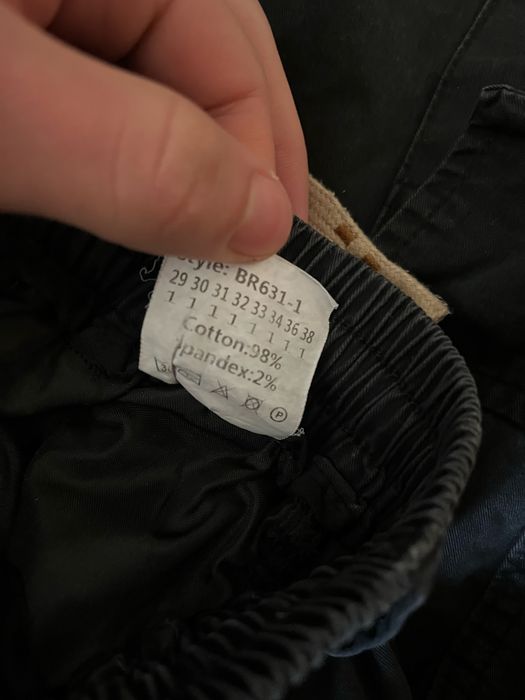 Style: BR631-1
29 30 31 32 33 34 36 38
1 1 1 1 1 1 1 1
Cotton:98%
pandex:2%
P